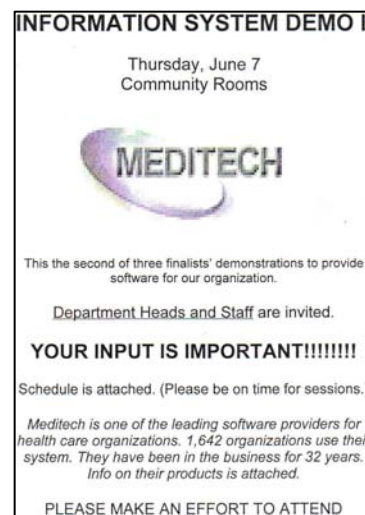 INFORMATION SYSTEM DEMO
Thursday, June 7
Community Rooms
MEDITECH
This the second of three finalists' demonstrations to provide
software for our organization.
Department Heads and Staff are invited.
YOUR INPUT IS IMPORTANT!!!!!!!!
Schedule is attached. (Please be on time for sessions.
Meditech is one of the leading software providers for
health care organizations. 1,642 organizations use thei
system. They have been in the business for 32 years.
Info on their products is attached.
PLEASE MAKE AN EFFORT TO ATTEND